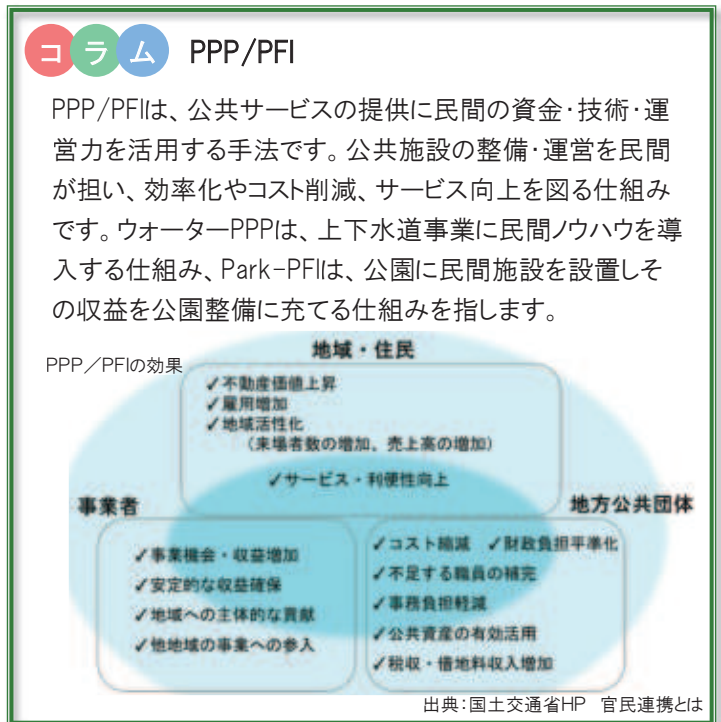 コラム PPP/PFI
PPP/PFIは、公共サービスの提供に民間の資金・技術・運
営力を活用する手法です。公共施設の整備・運営を民間
が担い、効率化やコスト削減、サービス向上を図る仕組み
です。ウォーターPPPは、上下水道事業に民間ノウハウを導
入する仕組み、Park-PFIは、公園に民間施設を設置しそ
の収益を公園整備に充てる仕組みを指します。
PPP／PFIの効果
地域・住民
✓不動産価値上昇
✓雇用増加
✓地域活性化
（来場者数の増加、売上高の増加）
✓サービス・利便性向上
事業者
✓事業機会・収益増加
✓安定的な収益確保
✓地域への主体的な貢献
✓他地域の事業への参入
地方公共団体
✓コスト縮減 ✓財政負担平準化
✓不足する職員の補完
✓事務負担軽減
✓公共資産の有効活用
✓税収・借地料収入増加
出典：国土交通省HP 官民連携とは